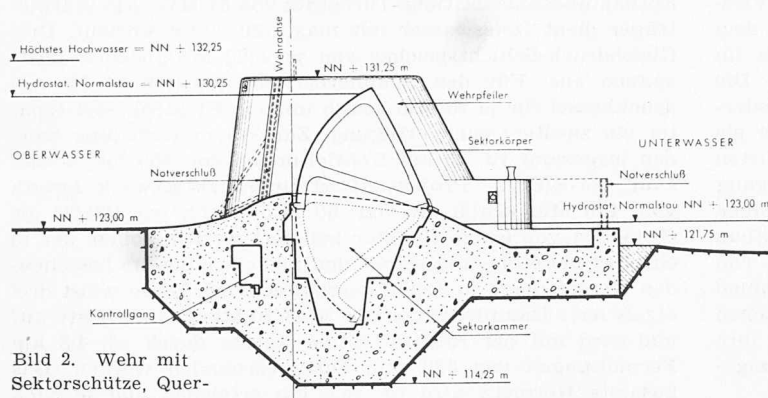 Wehrachse
Höchstes Hochwasser = NN + 132,25
NN + 131,25 m
Hydrostat. Normalstau = NN + 130,25
Wehrpfeiler
OBERWASSER
Sektorkörper
UNTERWASSER
Notverschluß
Notverschluß
Hydrostat. Normalstau NN + 123,00 m
NN + 123,00 m
NN + 121,75 m
Kontrollgang
Sektorkammer
Bild 2. Wehr mit
Sektorschütze, Quer-
NN + 114,25 m